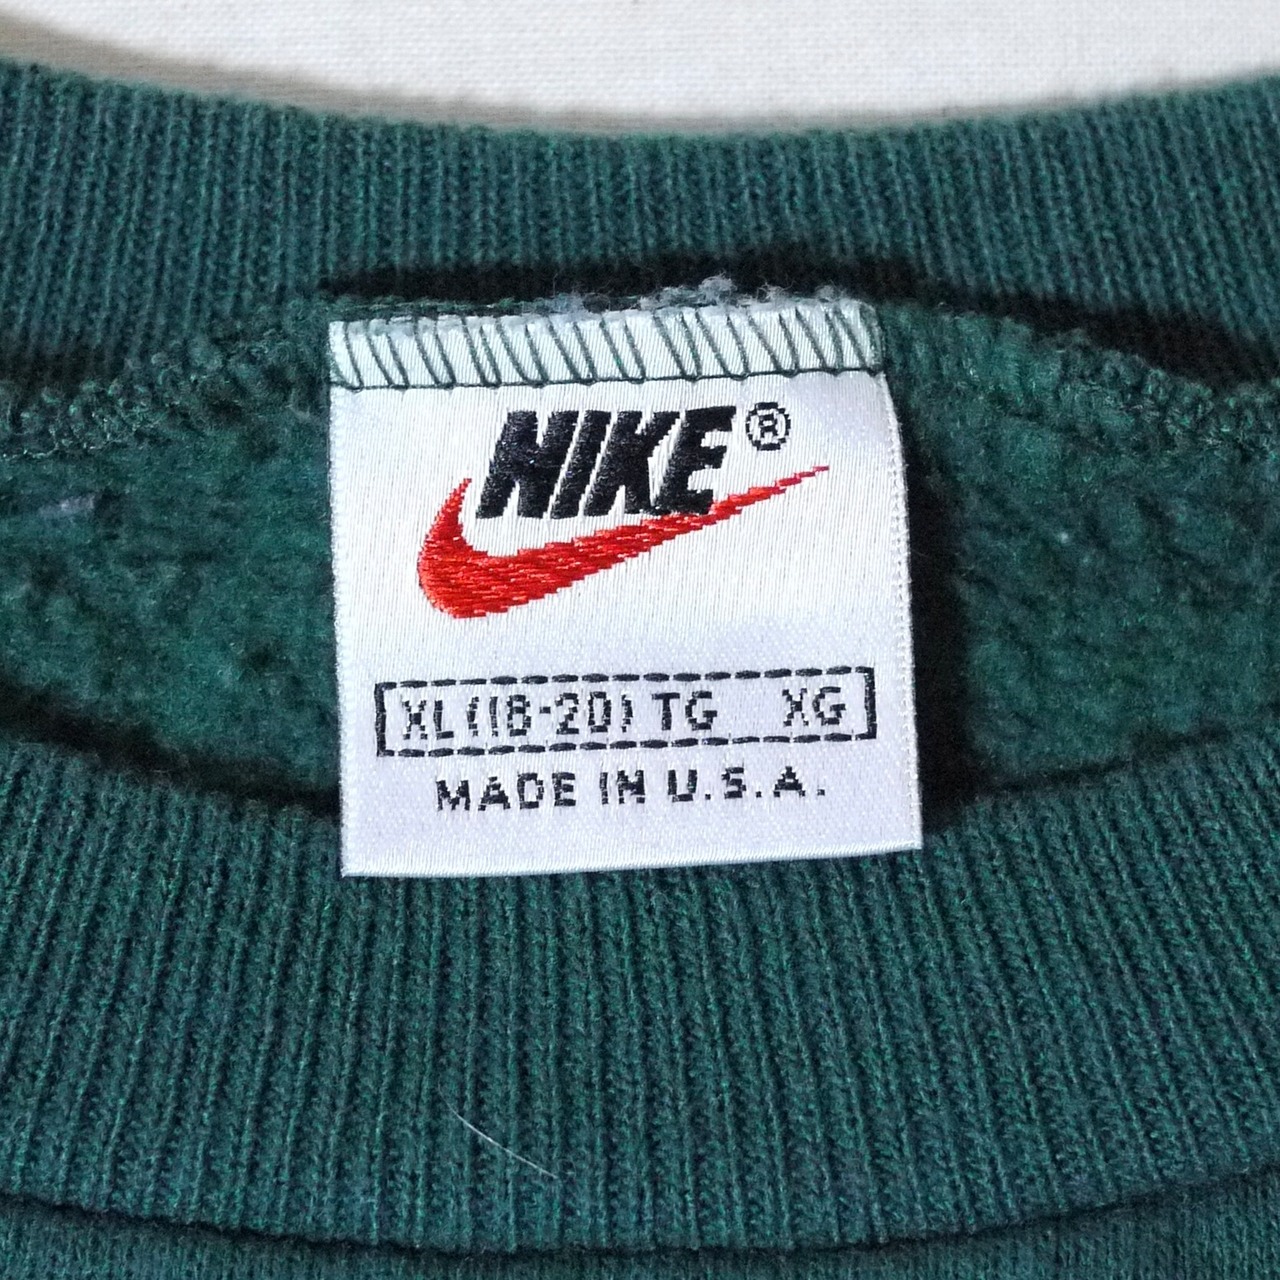 NIKE®
XL (18-20) TG XG
MADE IN U.S.A.